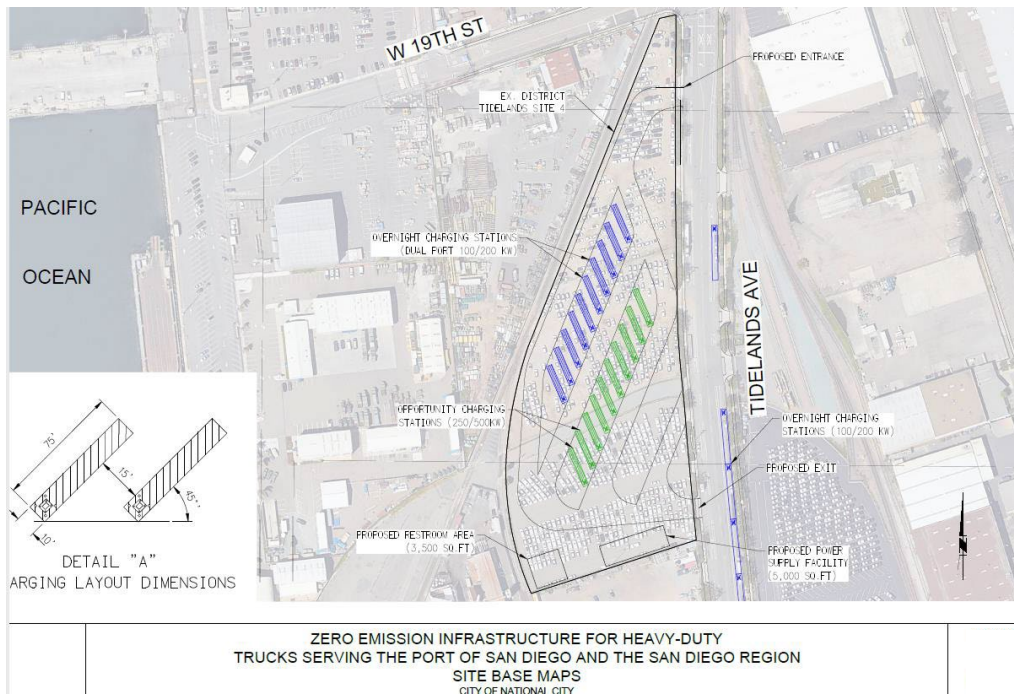 W 19TH ST
PROPOSED ENTRANCE
EX. DISTRICT
TIDELANDS SITE 4
PACIFIC
OCEAN
OVERNIGHT CHARGING STATIONS
(DUAL PORT 100/200 KW)
TIDELANDS AVE
OPPORTUNITY CHARGING
STATIONS (250/500KW)
OVERNIGHT CHARGING
STATIONS (100/200 KW)
PROPOSED EXIT
75'
15'
45°
10'
PROPOSED RESTROOM AREA
(3,500 SQ.FT)
PROPOSED POWER
SUPPLY FACILITY
(5,000 SQ.FT)
DETAIL "A"
ARGING LAYOUT DIMENSIONS
ZERO EMISSION INFRASTRUCTURE FOR HEAVY-DUTY
TRUCKS SERVING THE PORT OF SAN DIEGO AND THE SAN DIEGO REGION
SITE BASE MAPS
CITY OF NATIONAL CITY